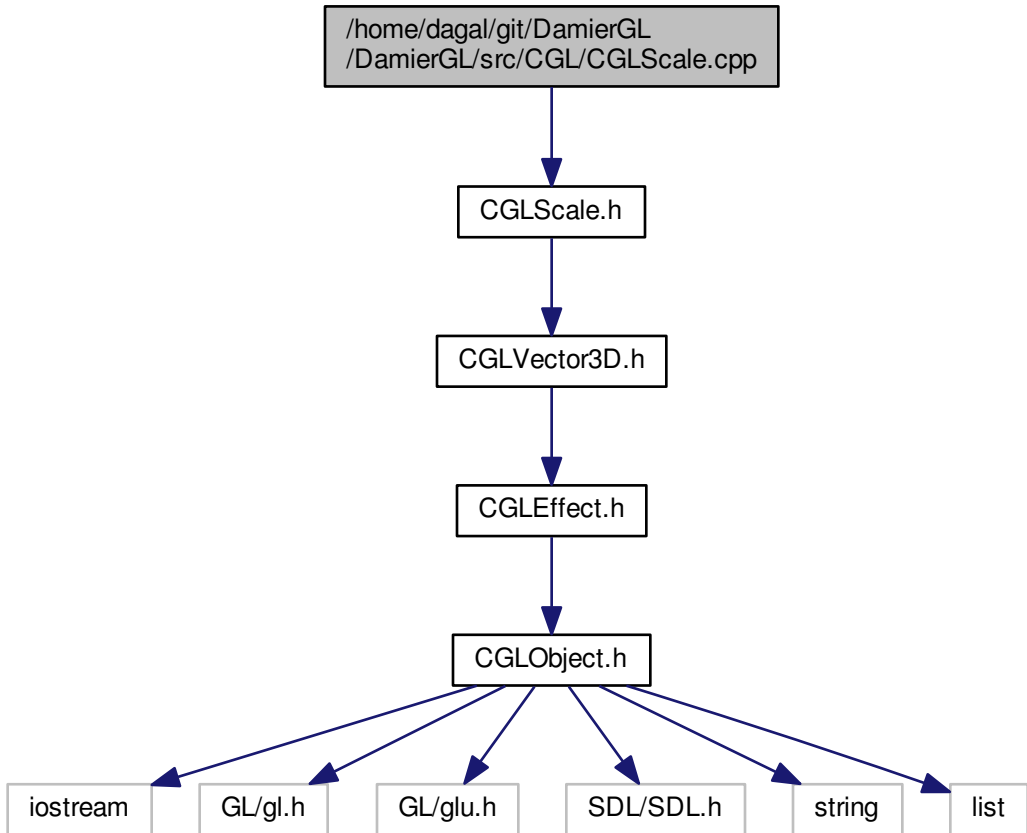 /home/dagal/git/DamierGL
/DamierGL/src/CGL/CGLScale.cpp
CGLScale.h
CGLVector3D.h
CGLEffect.h
CGLObject.h
iostream
GL/gl.h
GL/glu.h
SDL/SDL.h
string
list